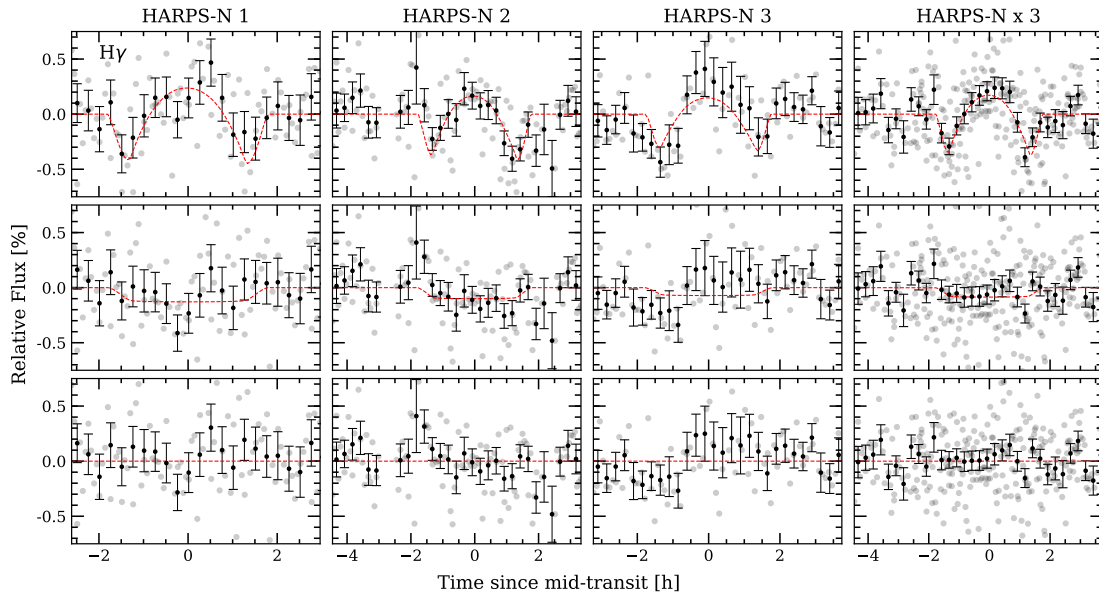 HARPS-N 1 HARPS-N 2 HARPS-N 3 HARPS-N x 3
Hγ
0.5
0.0
-0.5
0.5
0.0
-0.5
0.5
0.0
-0.5
Relative Flux [%]
−2 0 2 −4 −2 0 2 −2 0 2 −4 −2 0 2
Time since mid-transit [h]